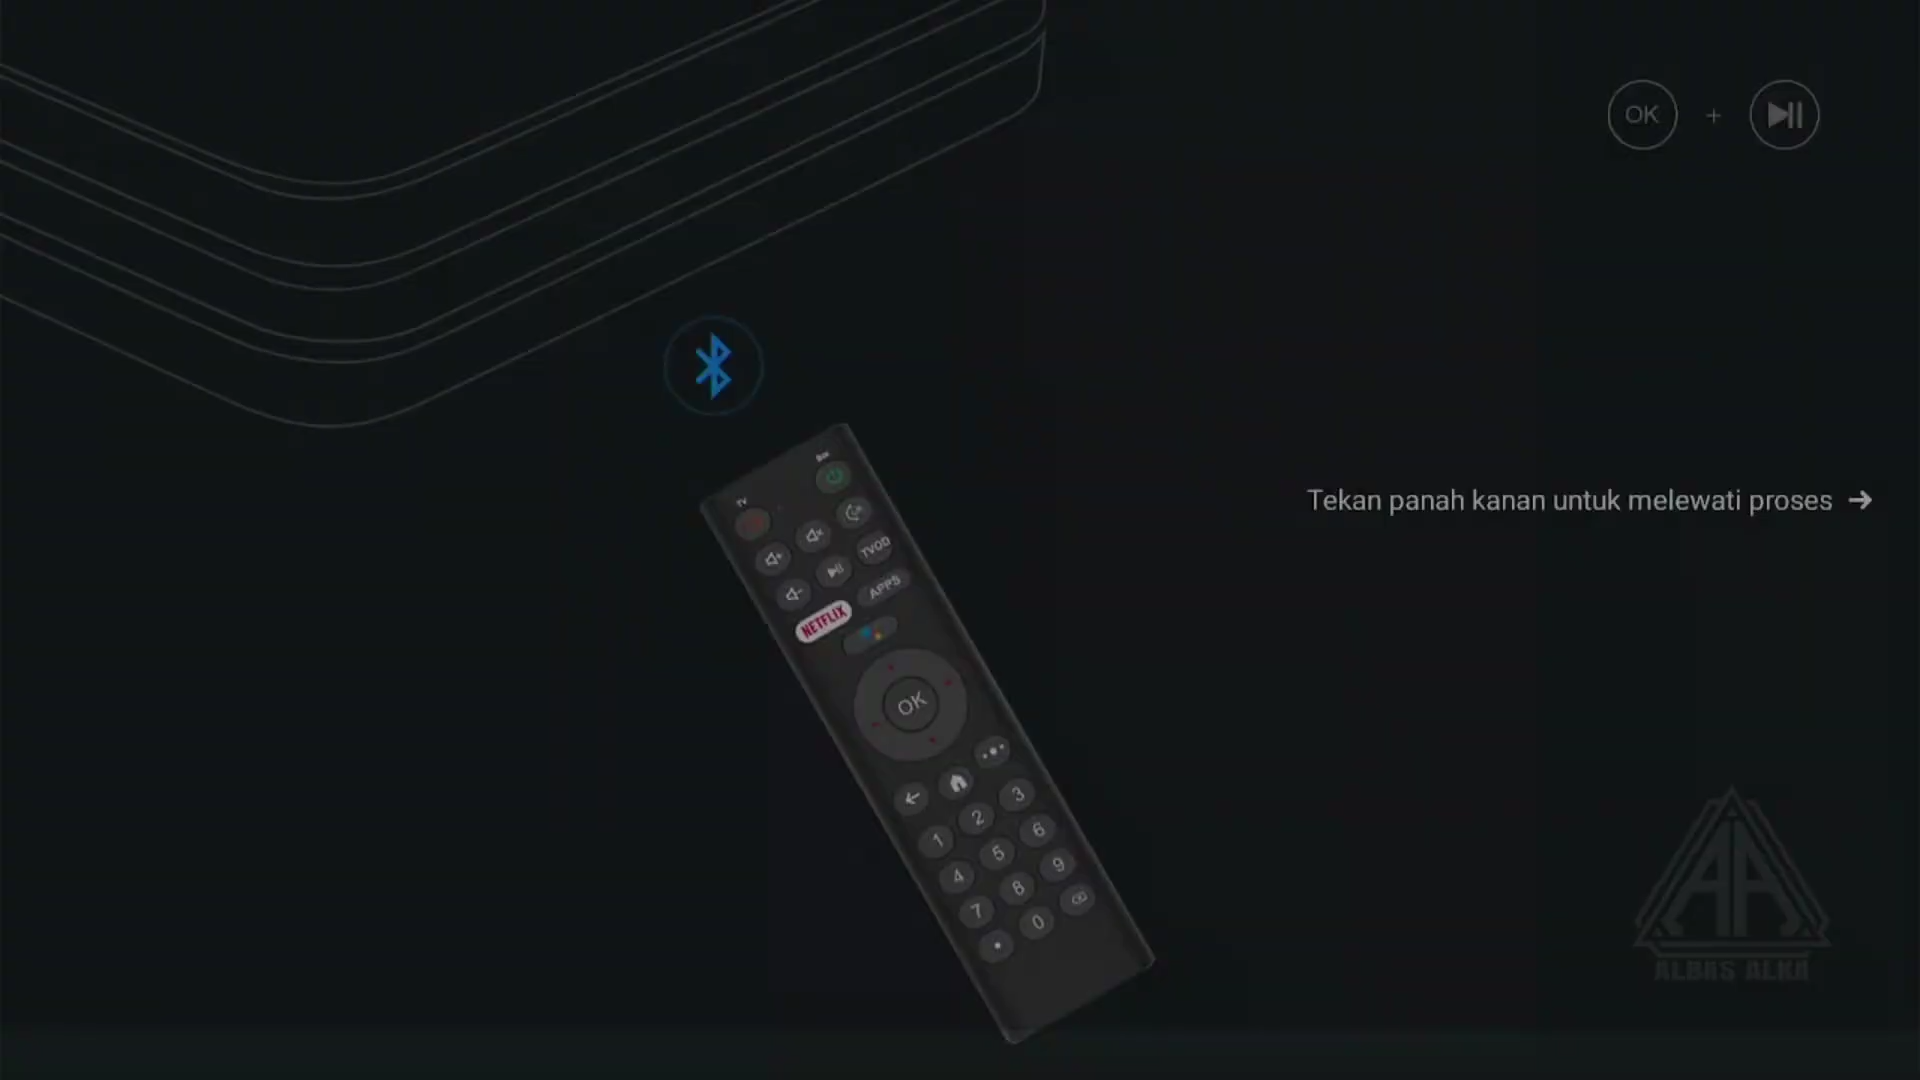 OK + 
Tekan panah kanan untuk melewati proses →
Box
TV
TVOD
APPS
NETFLIX
OK
1 2 3
4 5 6
7 8 9
0
ALBAS ALKA